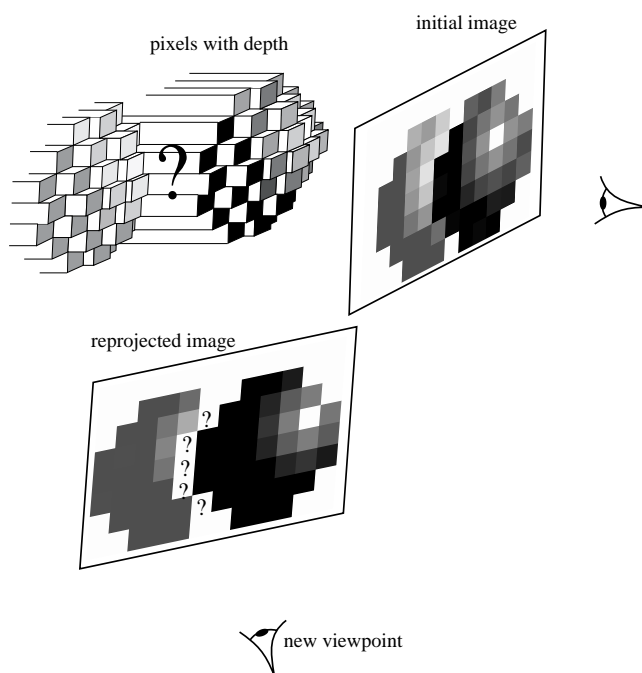 initial image
pixels with depth
?
reprojected image
?
?
?
?
?
new viewpoint